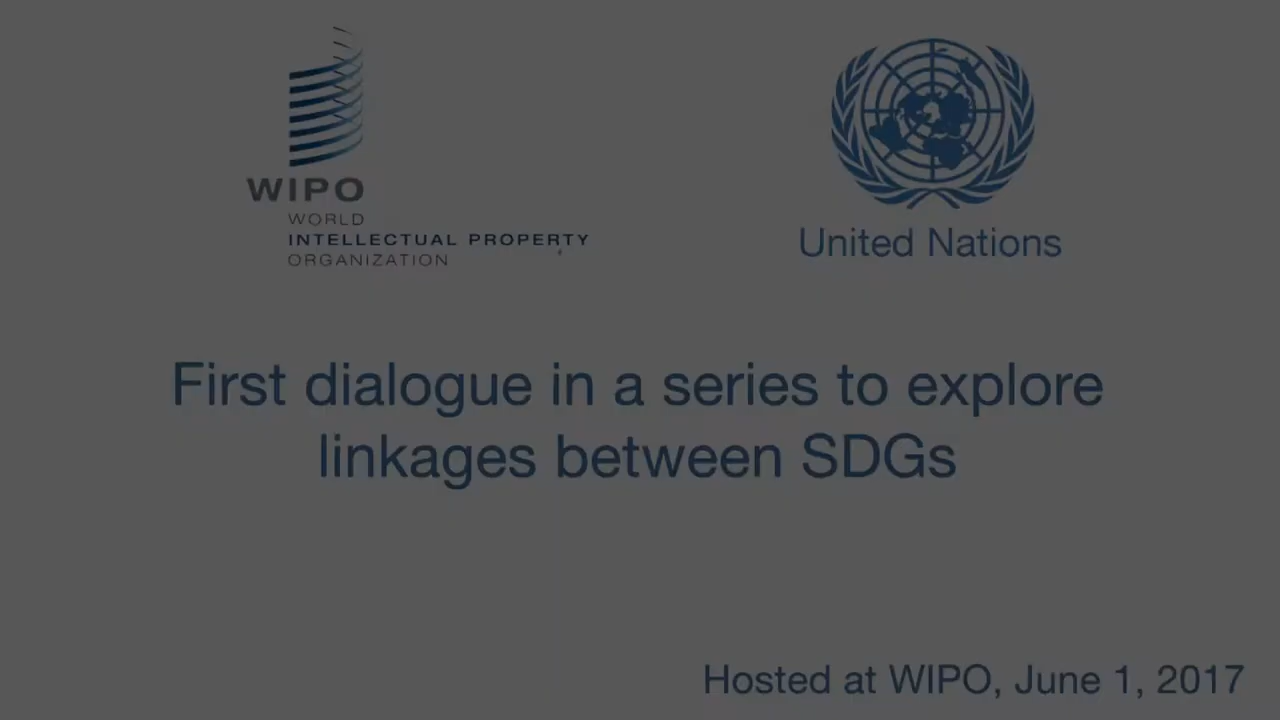 WIPO
WORLD
INTELLECTUAL PROPERTY
ORGANIZATION
United Nations
First dialogue in a series to explore
linkages between SDGs
Hosted at WIPO, June 1, 2017